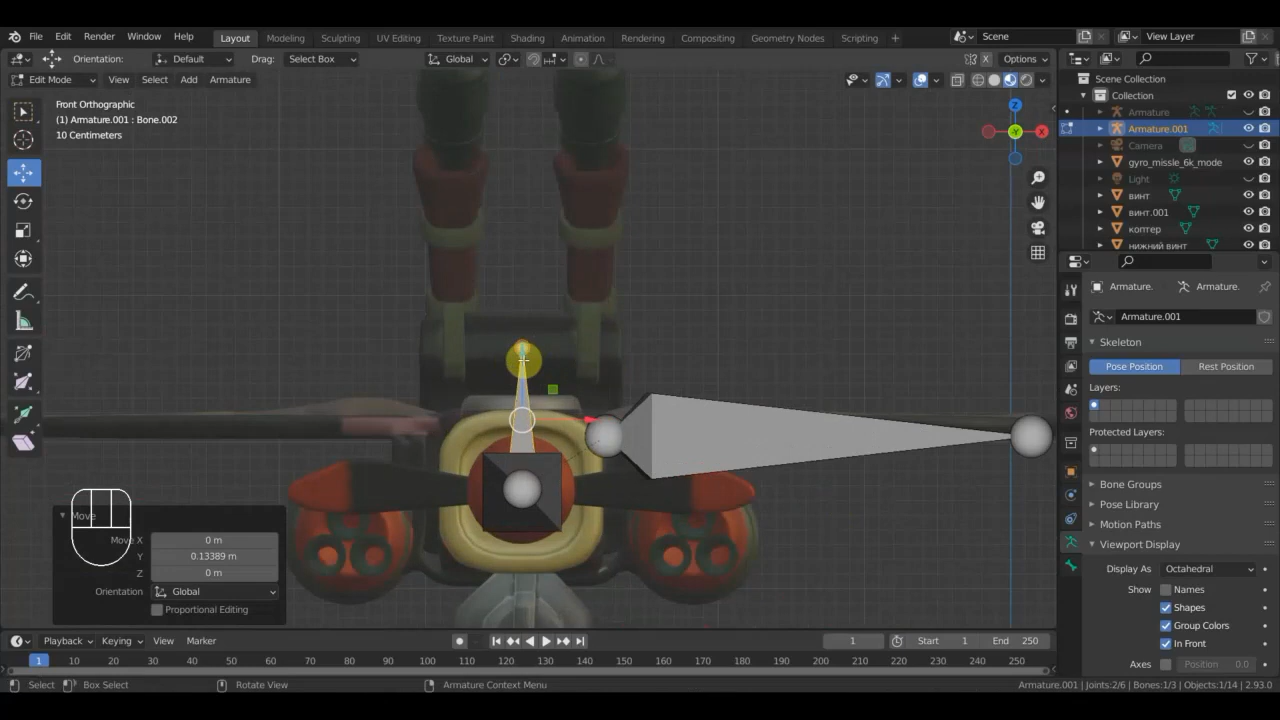 File Edit Render Window Help Layout Modeling Sculpting UV Editing Texture Paint Shading Animation Rendering Compositing Geometry Nodes Scripting + Scene View Layer
Orientation: Default Drag: Select Box Global Options
Edit Mode View Select Add Armature
Front Orthographic
(1) Armature.001 : Bone.002
10 Centimeters
Z
Y
X
Scene Collection
Collection
Armature
Armature.001
Camera
gyro_missle_6k_mode
Light
винт
винт.001
коптер
нижний винт
Armature. Armature.
Armature.001
Skeleton
Pose Position Rest Position
Layers:
Protected Layers:
Bone Groups
Pose Library
Motion Paths
Viewport Display
Display As Octahedral
Show Names
Shapes
Group Colors
In Front
Axes Position 0.0
Move
Move X 0 m
Y 0.13389 m
Z 0 m
Orientation Global
Proportional Editing
Playback Keying View Marker 1 Start 1 End 250
1 10 20 30 40 50 60 70 80 90 100 110 120 130 140 150 160 170 180 190 200 210 220 230 240 250
Select Box Select Rotate View Armature Context Menu Armature.001 | Joints:2/6 | Bones:1/3 | Objects:1/14 | 2.93.0